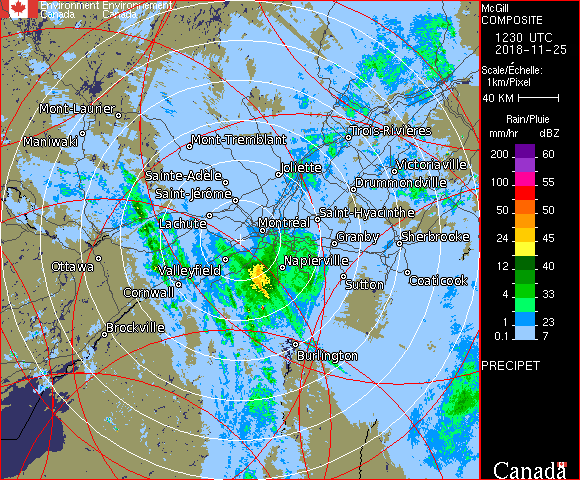 Environment Environnement
Canada Canada
McGill
COMPOSITE
1230 UTC
2018-11-25
Scale/Échelle:
1km/Pixel
40 KM
Rain/Pluie
mm/hr dBZ
200 60
100 55
50 50
24 45
12 40
4 33
1 23
0.1 7
PRECIPET
Canada
Mont-Laurier
Maniwaki
Mont-Tremblant
Trois-Rivières
Joliette
Victoriaville
Sainte-Adèle
Drummondville
Saint-Jérôme
Saint-Hyacinthe
Lachute
Montréal
Granby
Sherbrooke
Ottawa
Valleyfield
Napierville
Cornwall
Sutton
Coaticook
Brockville
Burlington